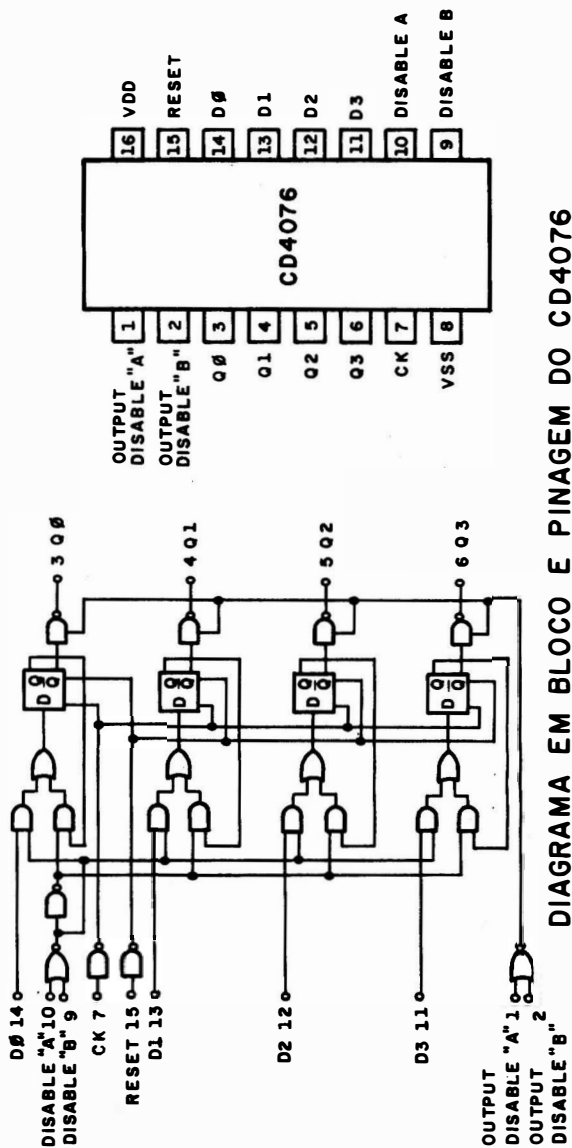 DØ 14
DISABLE "A" 10
DISABLE "B" 9
CK 7
RESET 15
D1 13
D2 12
D3 11
OUTPUT
DISABLE "A" 1
OUTPUT 2
DISABLE "B"
D
Q
Q
D
Q
Q
D
Q
Q
D
Q
Q
3 QØ
4 Q1
5 Q2
6 Q3
OUTPUT
DISABLE "A"
1
OUTPUT
DISABLE "B"
2
QØ 3
Q1 4
Q2 5
Q3 6
CK 7
VSS 8
CD4076
16 VDD
15 RESET
14 DØ
13 D1
12 D2
11 D3
10 DISABLE A
9 DISABLE B
DIAGRAMA EM BLOCO E PINAGEM DO CD4076